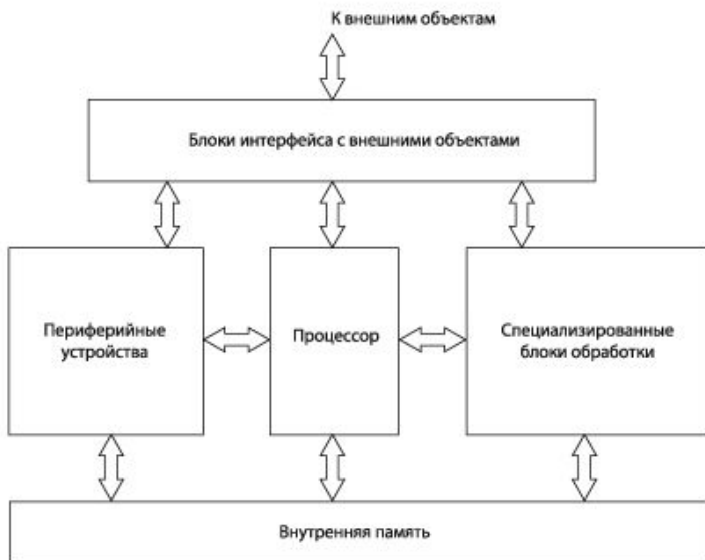 К внешним объектам
Блоки интерфейса с внешними объектами
Периферийные
устройства
Процессор
Специализированные
блоки обработки
Внутренняя память